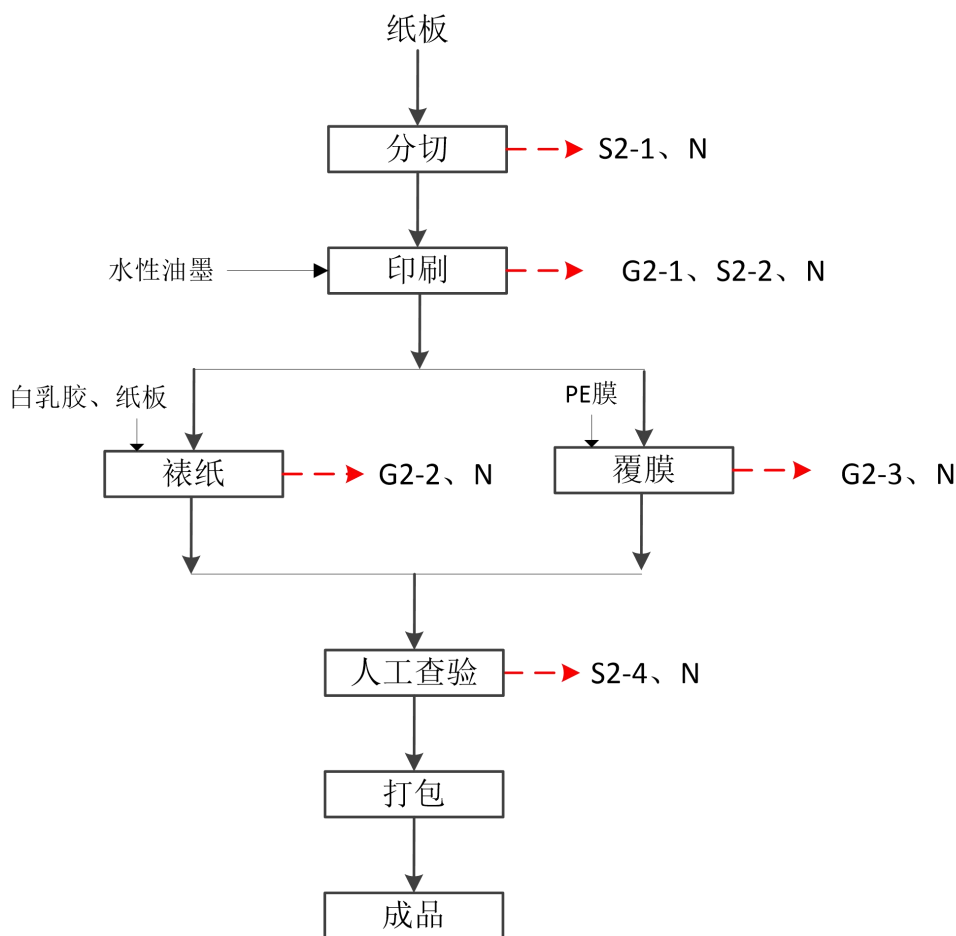 纸板
分切
S2-1、N
水性油墨
印刷
G2-1、S2-2、N
白乳胶、纸板
PE膜
裱纸
G2-2、N
覆膜
G2-3、N
人工查验
S2-4、N
打包
成品